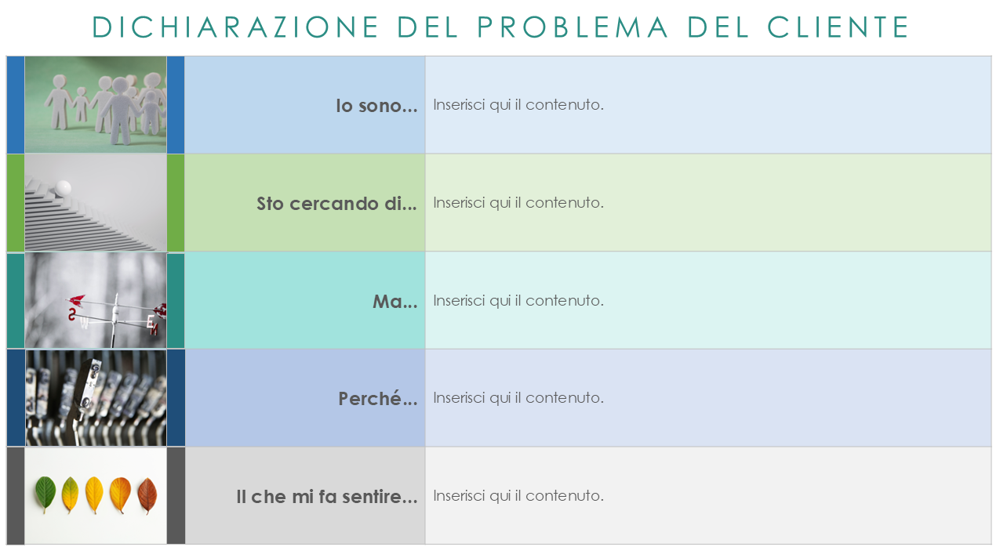 DICHIARAZIONE DEL PROBLEMA DEL CLIENTE
Io sono... Inserisci qui il contenuto.
Sto cercando di... Inserisci qui il contenuto.
Ma... Inserisci qui il contenuto.
S W E N
Perché... Inserisci qui il contenuto.
Il che mi fa sentire... Inserisci qui il contenuto.